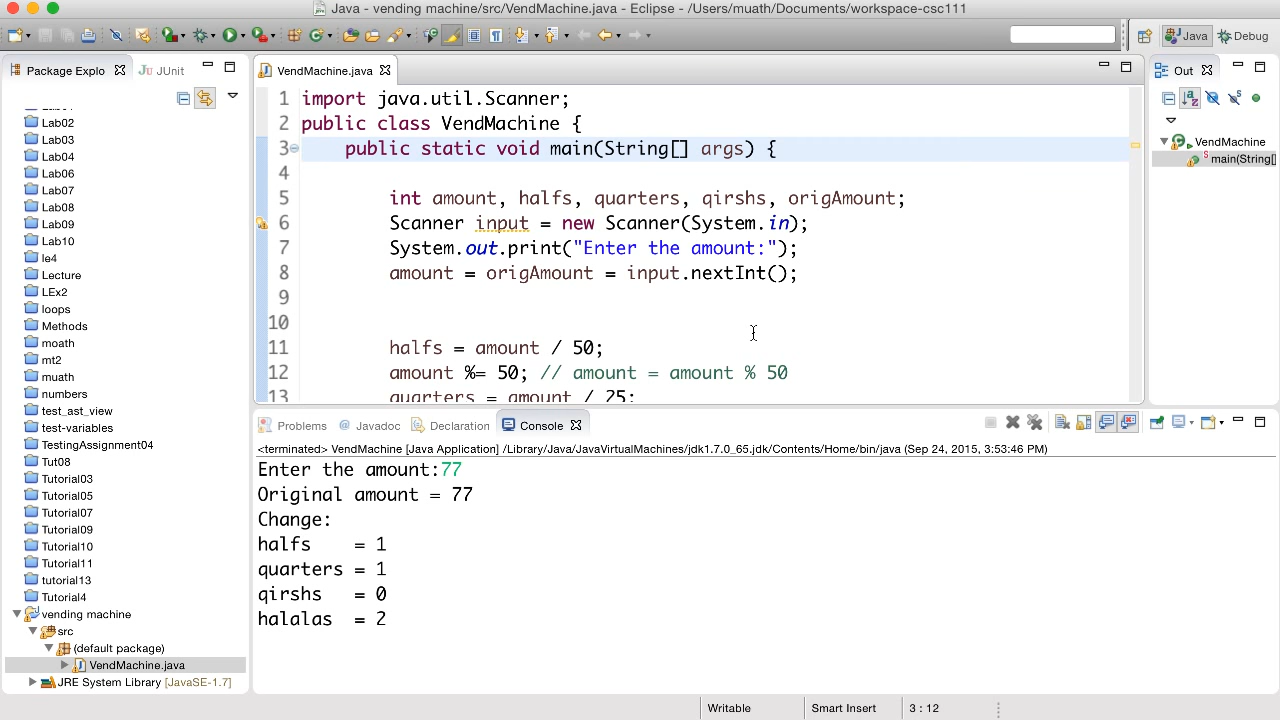 Java - vending machine/src/VendMachine.java - Eclipse - /Users/muath/Documents/workspace-csc111
Java
Debug
Package Explo
JUnit
Lab02
Lab03
Lab04
Lab06
Lab07
Lab08
Lab09
Lab10
le4
Lecture
LEx2
loops
Methods
moath
mt2
muath
numbers
test_ast_view
test-variables
TestingAssignment04
Tut08
Tutorial03
Tutorial05
Tutorial07
Tutorial09
Tutorial10
Tutorial11
tutorial13
Tutorial4
vending machine
src
(default package)
VendMachine.java
JRE System Library [JavaSE-1.7]
VendMachine.java
1 import java.util.Scanner;
2 public class VendMachine {
3 public static void main(String[] args) {
4
5 int amount, halfs, quarters, qirshs, origAmount;
6 Scanner input = new Scanner(System.in);
7 System.out.print("Enter the amount:");
8 amount = origAmount = input.nextInt();
9
10
11 halfs = amount / 50;
12 amount %= 50; // amount = amount % 50
13 quarters = amount / 25;
Out
VendMachine
main(String[]
Problems
@ Javadoc
Declaration
Console
<terminated> VendMachine [Java Application] /Library/Java/JavaVirtualMachines/jdk1.7.0_65.jdk/Contents/Home/bin/java (Sep 24, 2015, 3:53:46 PM)
Enter the amount:77
Original amount = 77
Change:
halfs = 1
quarters = 1
qirshs = 0
halalas = 2
Writable
Smart Insert
3 : 12